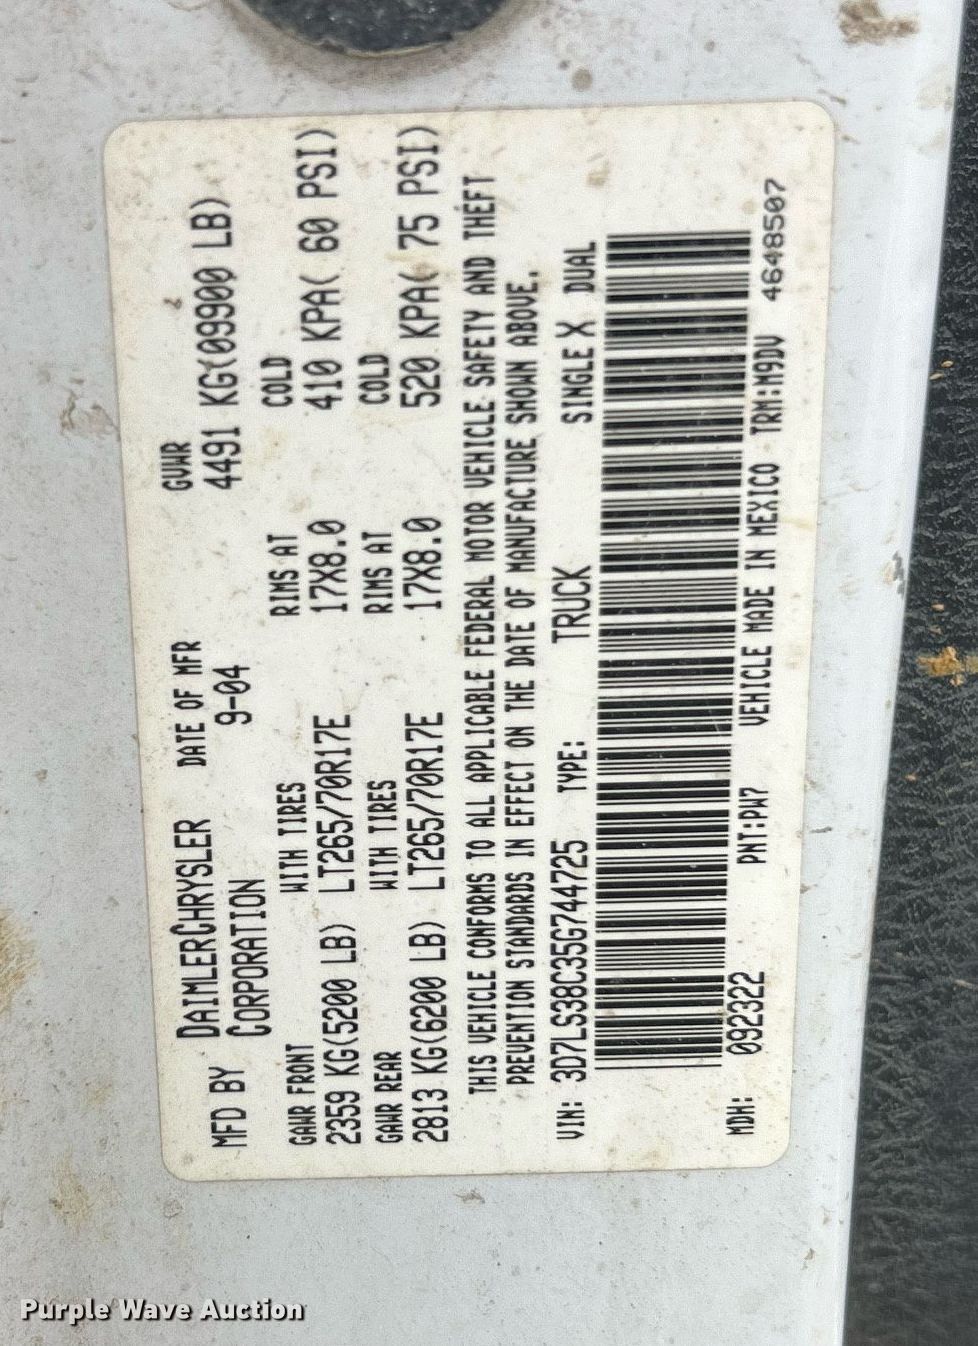 MFD BY DAIMLERCHRYSLER CORPORATION DATE OF MFR 9-04 GVWR 4491 KG(09900 LB)
GAWR FRONT WITH TIRES RIMS AT COLD
2359 KG(5200 LB) LT265/70R17E 17X8.0 410 KPA( 60 PSI)
GAWR REAR WITH TIRES RIMS AT COLD
2813 KG(6200 LB) LT265/70R17E 17X8.0 520 KPA( 75 PSI)
THIS VEHICLE CONFORMS TO ALL APPLICABLE FEDERAL MOTOR VEHICLE SAFETY AND THEFT
PREVENTION STANDARDS IN EFFECT ON THE DATE OF MANUFACTURE SHOWN ABOVE.
VIN: 3D7LS38C35G744725 TYPE: TRUCK SINGLE X DUAL
MDH: 092322 PNT:PW7 VEHICLE MADE IN MEXICO TRM:M9DV 4648507
Purple Wave Auction